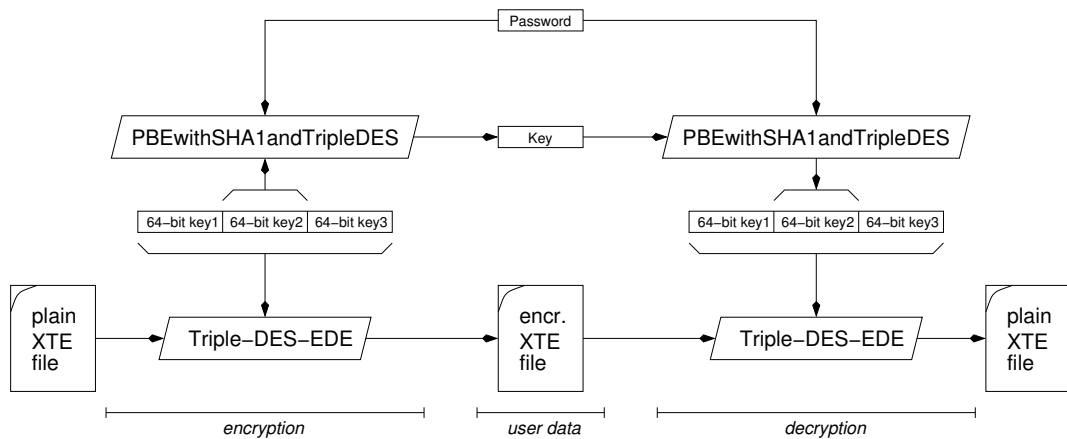 Password
PBEwithSHA1andTripleDES
Key
PBEwithSHA1andTripleDES
64−bit key1 64−bit key2 64−bit key3
64−bit key1 64−bit key2 64−bit key3
plain
XTE
file
Triple−DES−EDE
encr.
XTE
file
Triple−DES−EDE
plain
XTE
file
encryption
user data
decryption